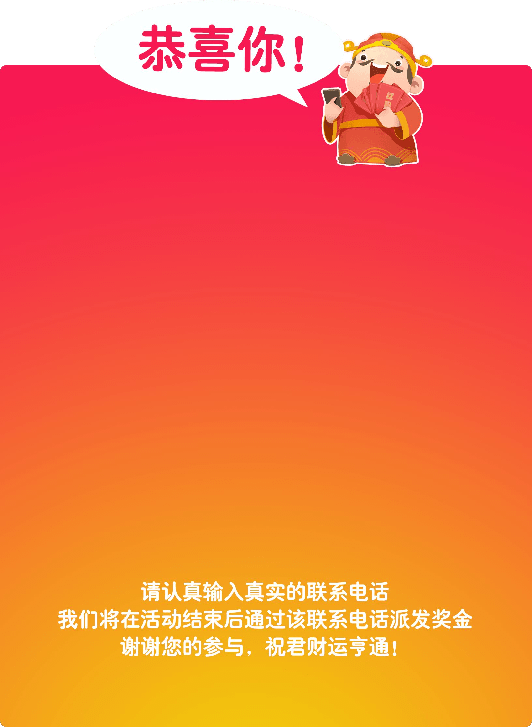 恭喜你!
请认真输入真实的联系电话
我们将在活动结束后通过该联系电话派发奖金
谢谢您的参与，祝君财运亨通!